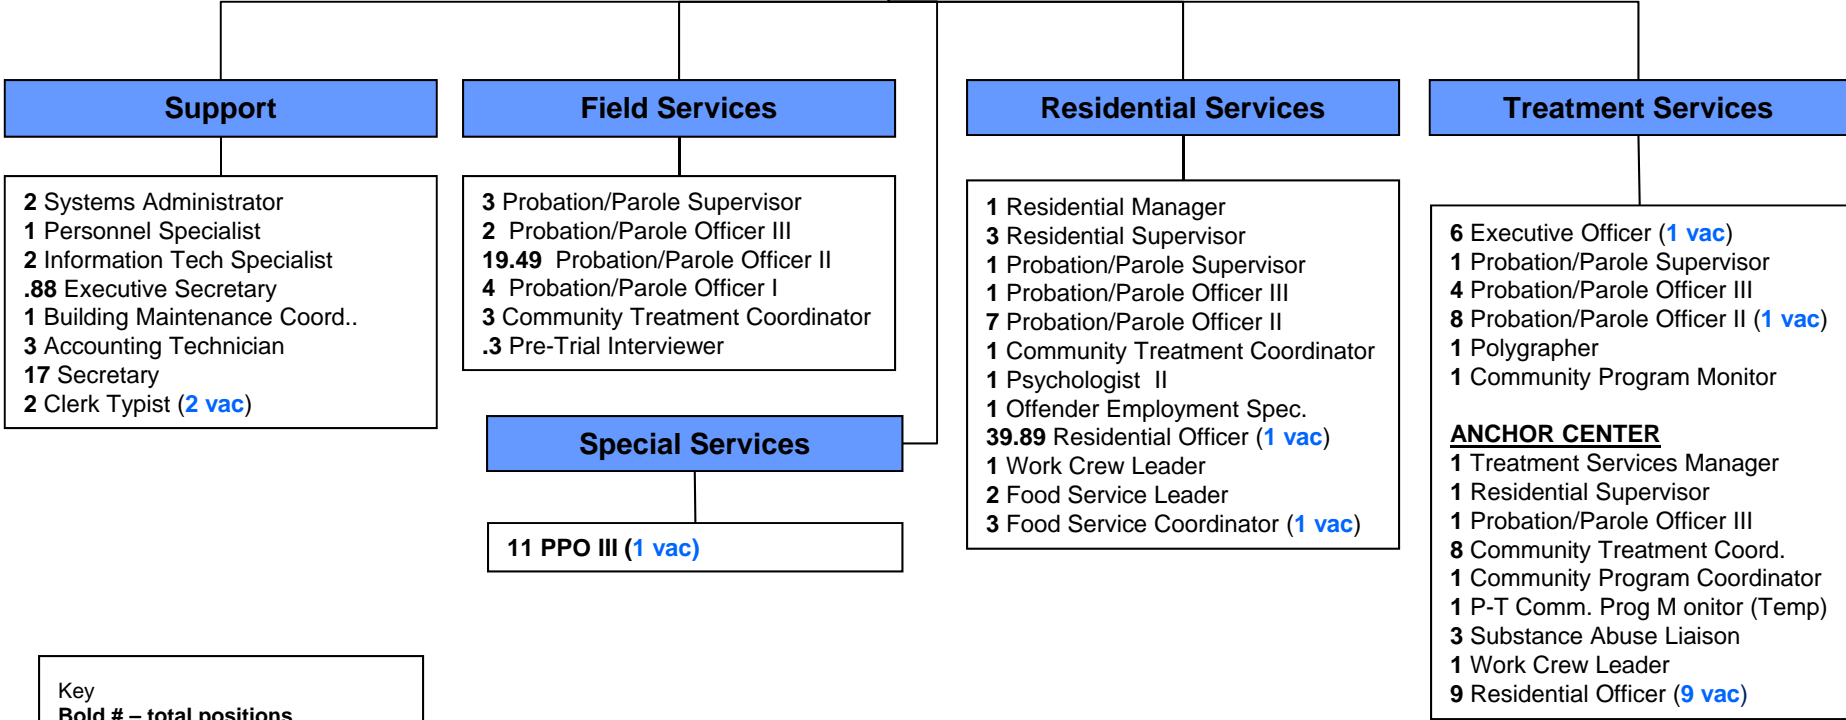 Support
2 Systems Administrator
1 Personnel Specialist
2 Information Tech Specialist
.88 Executive Secretary
1 Building Maintenance Coord..
3 Accounting Technician
17 Secretary
2 Clerk Typist (2 vac)
Field Services
3 Probation/Parole Supervisor
2 Probation/Parole Officer III
19.49 Probation/Parole Officer II
4 Probation/Parole Officer I
3 Community Treatment Coordinator
.3 Pre-Trial Interviewer
Special Services
11 PPO III (1 vac)
Residential Services
1 Residential Manager
3 Residential Supervisor
1 Probation/Parole Supervisor
1 Probation/Parole Officer III
7 Probation/Parole Officer II
1 Community Treatment Coordinator
1 Psychologist II
1 Offender Employment Spec.
39.89 Residential Officer (1 vac)
1 Work Crew Leader
2 Food Service Leader
3 Food Service Coordinator (1 vac)
Treatment Services
6 Executive Officer (1 vac)
1 Probation/Parole Supervisor
4 Probation/Parole Officer III
8 Probation/Parole Officer II (1 vac)
1 Polygrapher
1 Community Program Monitor
ANCHOR CENTER
1 Treatment Services Manager
1 Residential Supervisor
1 Probation/Parole Officer III
8 Community Treatment Coord.
1 Community Program Coordinator
1 P-T Comm. Prog M onitor (Temp)
3 Substance Abuse Liaison
1 Work Crew Leader
9 Residential Officer (9 vac)
Key
Bold # – total positions